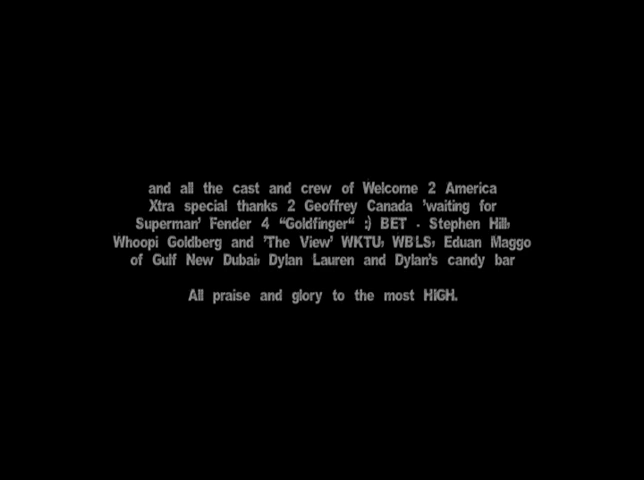 and all the cast and crew of Welcome 2 America
Xtra special thanks 2 Geoffrey Canada 'waiting for
Superman' Fender 4 “Goldfinger“ :) BET - Stephen Hill,
Whoopi Goldberg and 'The View' WKTU, WBLS, Eduan Maggo
of Gulf New Dubai, Dylan Lauren and Dylan's candy bar
All praise and glory to the most HIGH.